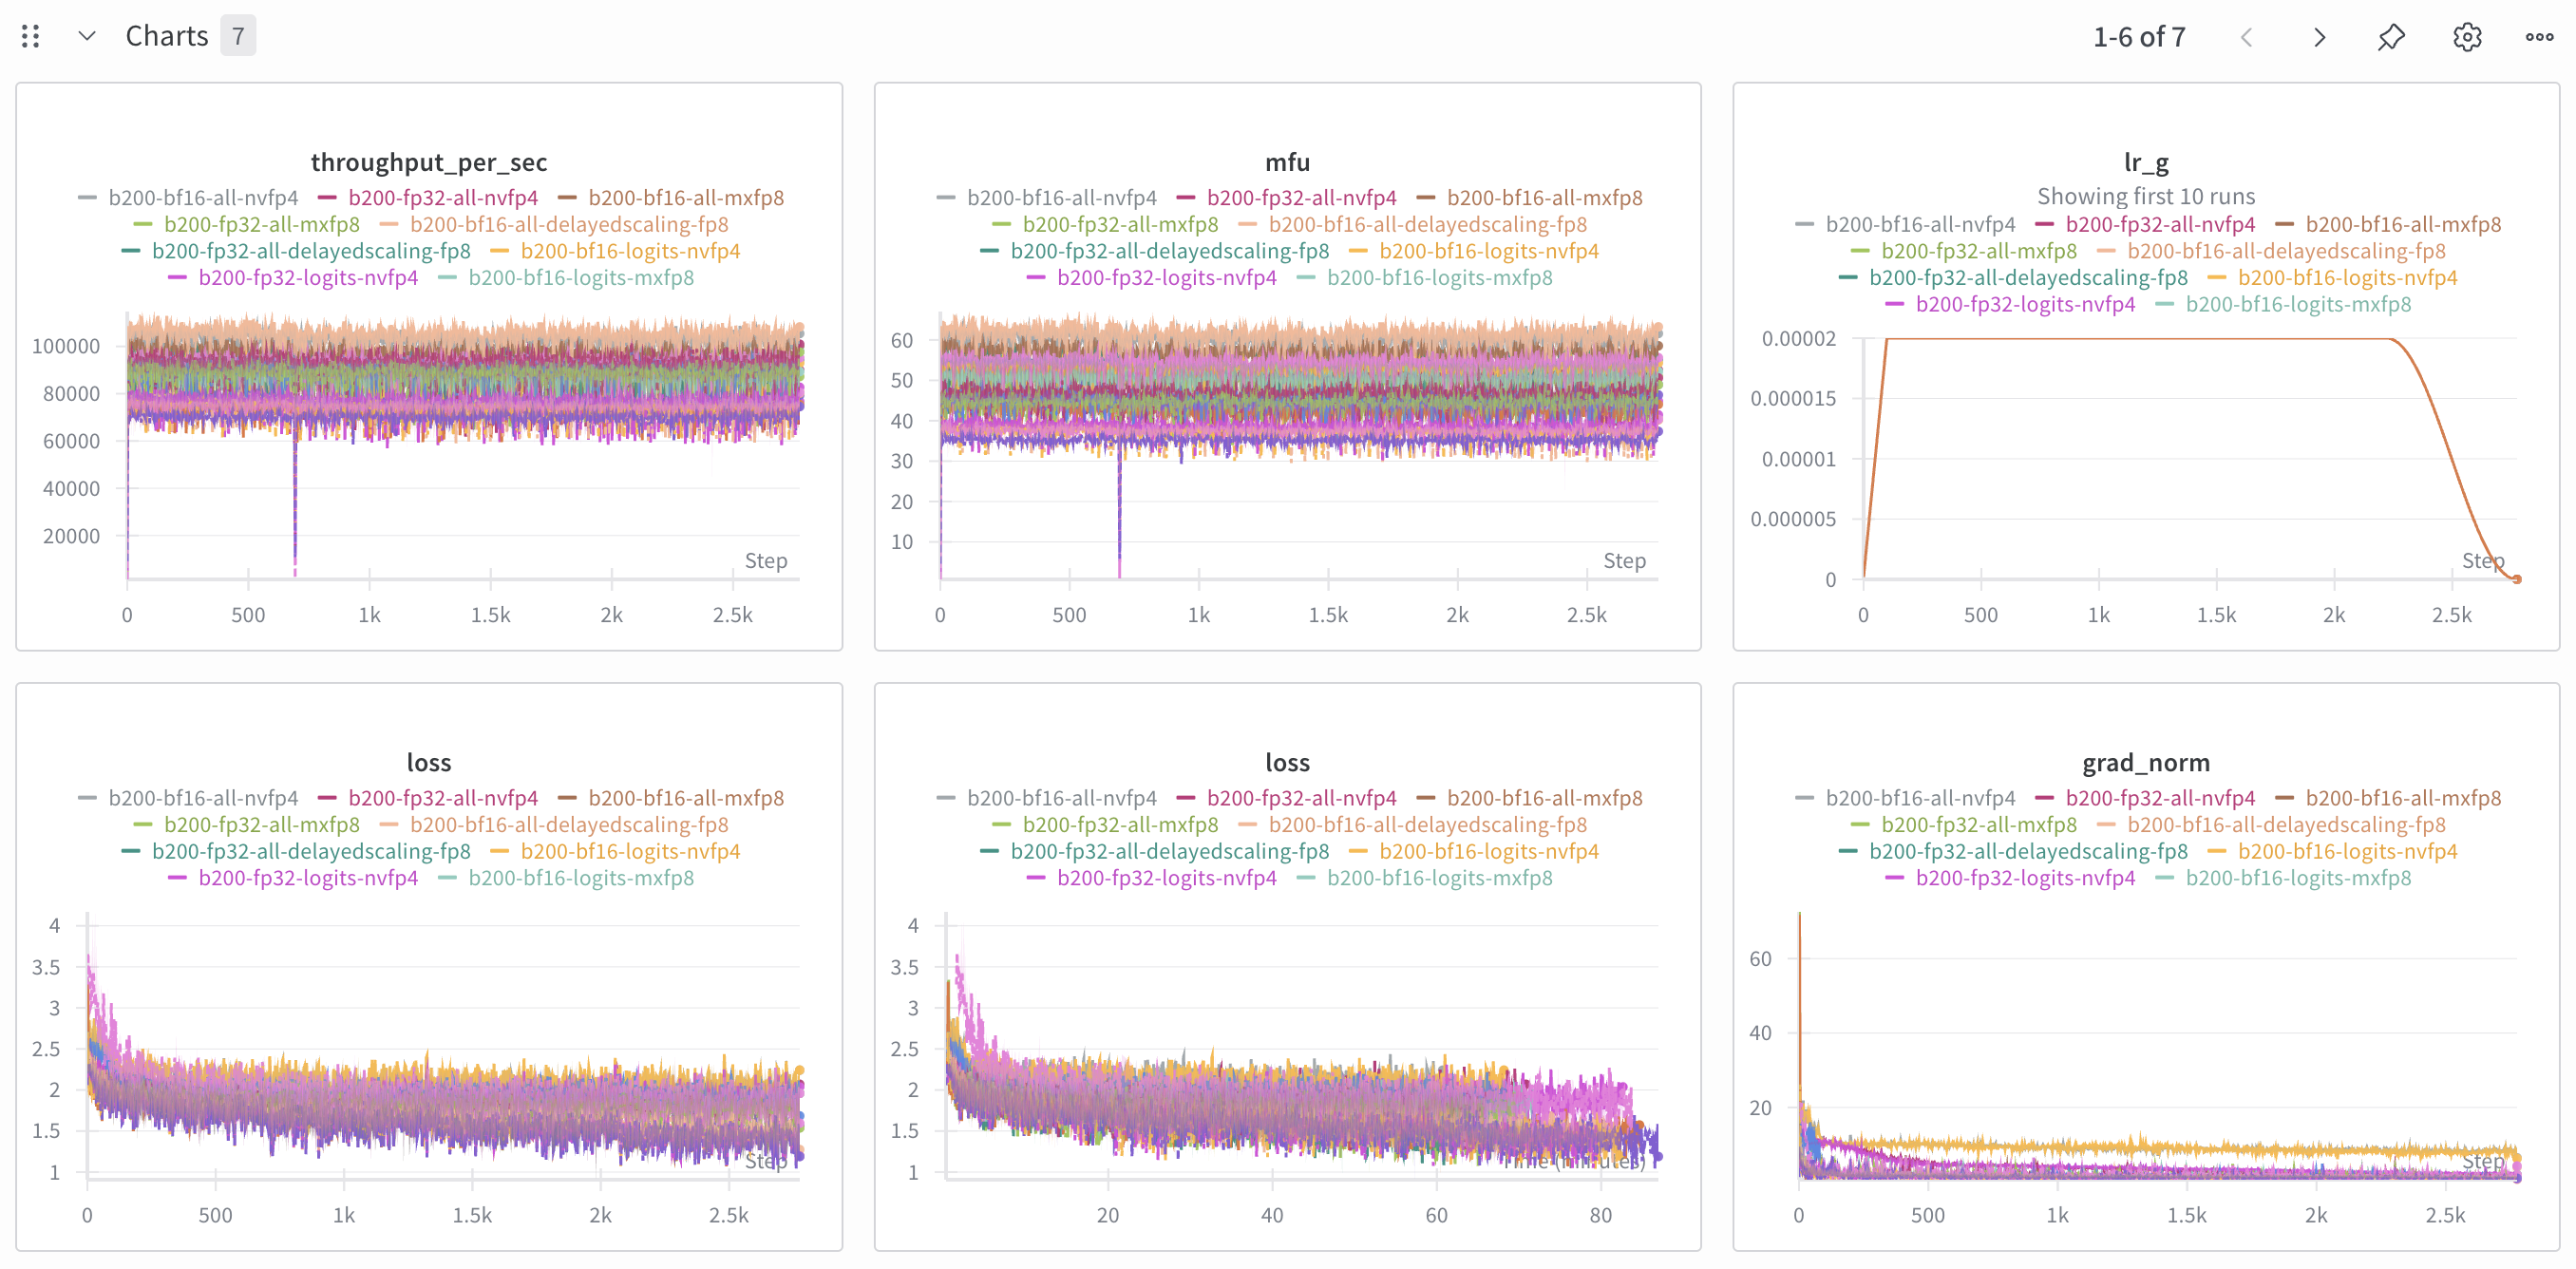 Charts 7
1-6 of 7
throughput_per_sec
b200-bf16-all-nvfp4 b200-fp32-all-nvfp4 b200-bf16-all-mxfp8
b200-fp32-all-mxfp8 b200-bf16-all-delayedscaling-fp8
b200-fp32-all-delayedscaling-fp8 b200-bf16-logits-nvfp4
b200-fp32-logits-nvfp4 b200-bf16-logits-mxfp8
100000
80000
60000
40000
20000
Step
0 500 1k 1.5k 2k 2.5k
mfu
b200-bf16-all-nvfp4 b200-fp32-all-nvfp4 b200-bf16-all-mxfp8
b200-fp32-all-mxfp8 b200-bf16-all-delayedscaling-fp8
b200-fp32-all-delayedscaling-fp8 b200-bf16-logits-nvfp4
b200-fp32-logits-nvfp4 b200-bf16-logits-mxfp8
60
50
40
30
20
10
Step
0 500 1k 1.5k 2k 2.5k
lr_g
Showing first 10 runs
b200-bf16-all-nvfp4 b200-fp32-all-nvfp4 b200-bf16-all-mxfp8
b200-fp32-all-mxfp8 b200-bf16-all-delayedscaling-fp8
b200-fp32-all-delayedscaling-fp8 b200-bf16-logits-nvfp4
b200-fp32-logits-nvfp4 b200-bf16-logits-mxfp8
0.00002
0.000015
0.00001
0.000005
0
Step
0 500 1k 1.5k 2k 2.5k
loss
b200-bf16-all-nvfp4 b200-fp32-all-nvfp4 b200-bf16-all-mxfp8
b200-fp32-all-mxfp8 b200-bf16-all-delayedscaling-fp8
b200-fp32-all-delayedscaling-fp8 b200-bf16-logits-nvfp4
b200-fp32-logits-nvfp4 b200-bf16-logits-mxfp8
4
3.5
3
2.5
2
1.5
1
Step
0 500 1k 1.5k 2k 2.5k
loss
b200-bf16-all-nvfp4 b200-fp32-all-nvfp4 b200-bf16-all-mxfp8
b200-fp32-all-mxfp8 b200-bf16-all-delayedscaling-fp8
b200-fp32-all-delayedscaling-fp8 b200-bf16-logits-nvfp4
b200-fp32-logits-nvfp4 b200-bf16-logits-mxfp8
4
3.5
3
2.5
2
1.5
1
Time (minutes)
20 40 60 80
grad_norm
b200-bf16-all-nvfp4 b200-fp32-all-nvfp4 b200-bf16-all-mxfp8
b200-fp32-all-mxfp8 b200-bf16-all-delayedscaling-fp8
b200-fp32-all-delayedscaling-fp8 b200-bf16-logits-nvfp4
b200-fp32-logits-nvfp4 b200-bf16-logits-mxfp8
60
40
20
Step
0 500 1k 1.5k 2k 2.5k